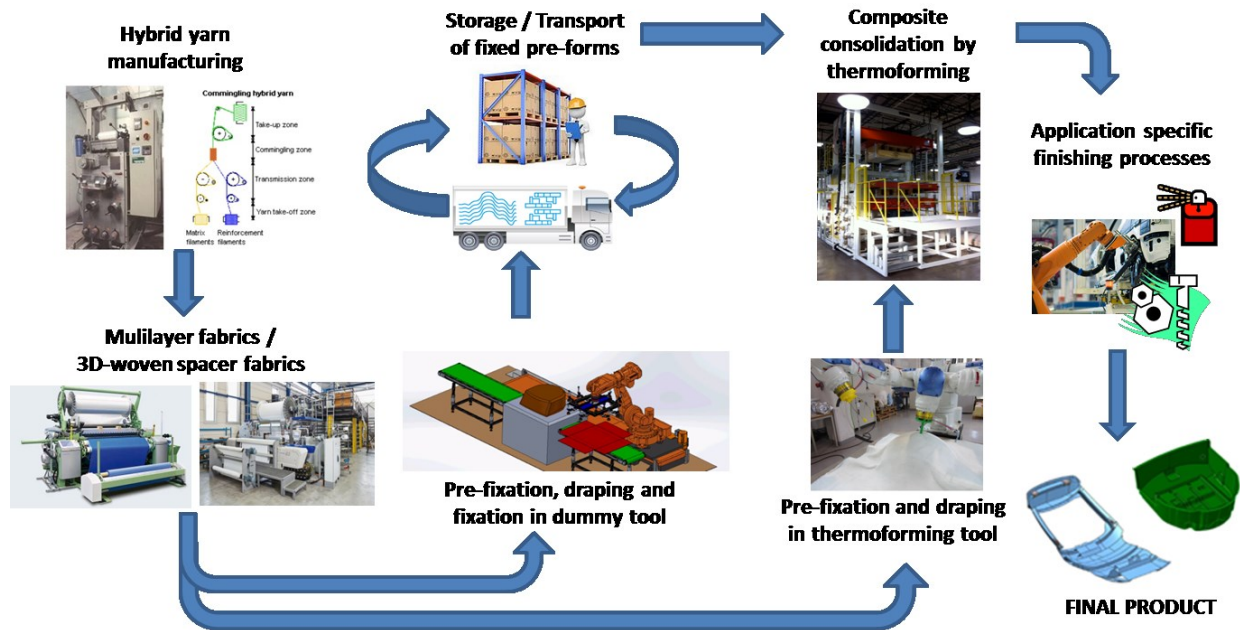 Hybrid yarn
manufacturing
Commingling hybrid yarn
Take-up zone
Commingling zone
Transmission zone
Yarn take-off zone
Matrix
filaments
Reinforcement
filaments
Mulilayer fabrics /
3D-woven spacer fabrics
Storage / Transport
of fixed pre-forms
Pre-fixation, draping and
fixation in dummy tool
Composite
consolidation by
thermoforming
Pre-fixation and draping
in thermoforming tool
Application specific
finishing processes
FINAL PRODUCT